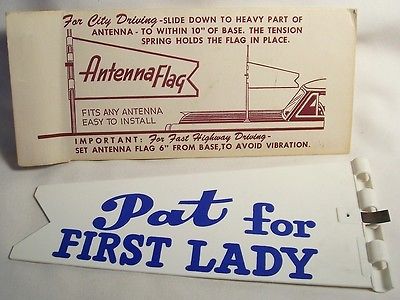 For City Driving-SLIDE DOWN TO HEAVY PART OF
ANTENNA - TO WITHIN 10" OF BASE. THE TENSION
SPRING HOLDS THE FLAG IN PLACE.
Antenna Flag
FITS ANY ANTENNA
EASY TO INSTALL
IMPORTANT: For Fast Highway Driving-
SET ANTENNA FLAG 6" FROM BASE, TO AVOID VIBRATION.
Pat for
FIRST LADY